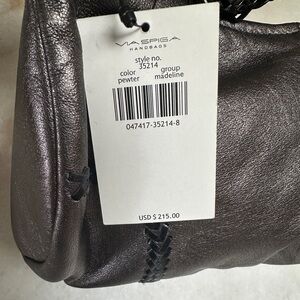 VIA SPIGA
HANDBAGS
style no.
35214
color group
pewter madeline
047417-35214-8
USD $ 215.00